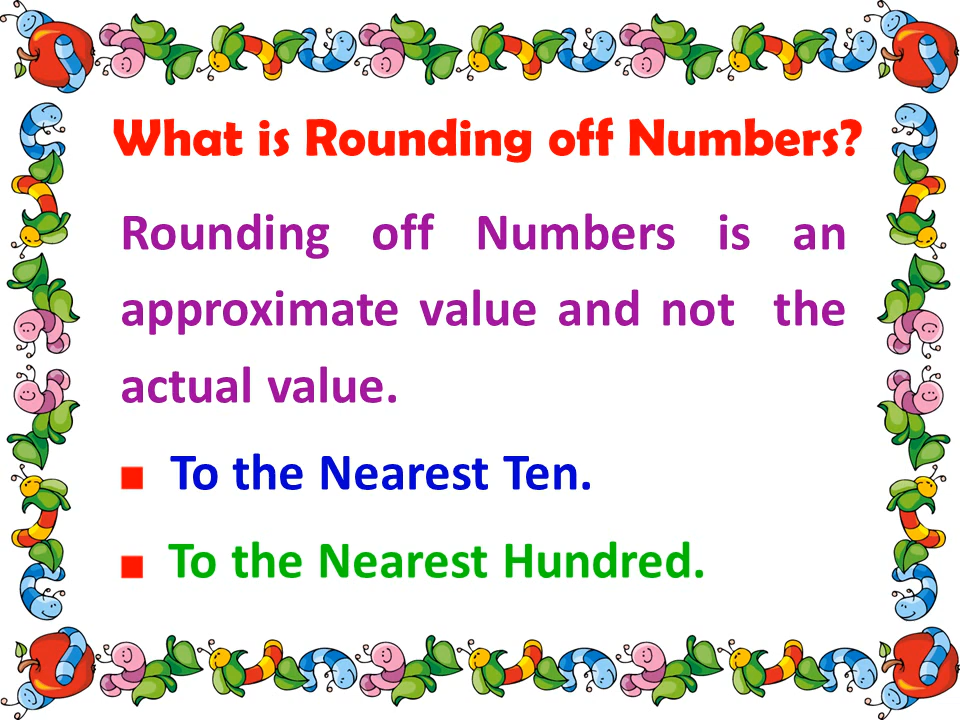 What is Rounding off Numbers?
Rounding off Numbers is an
approximate value and not the
actual value.
To the Nearest Ten.
To the Nearest Hundred.